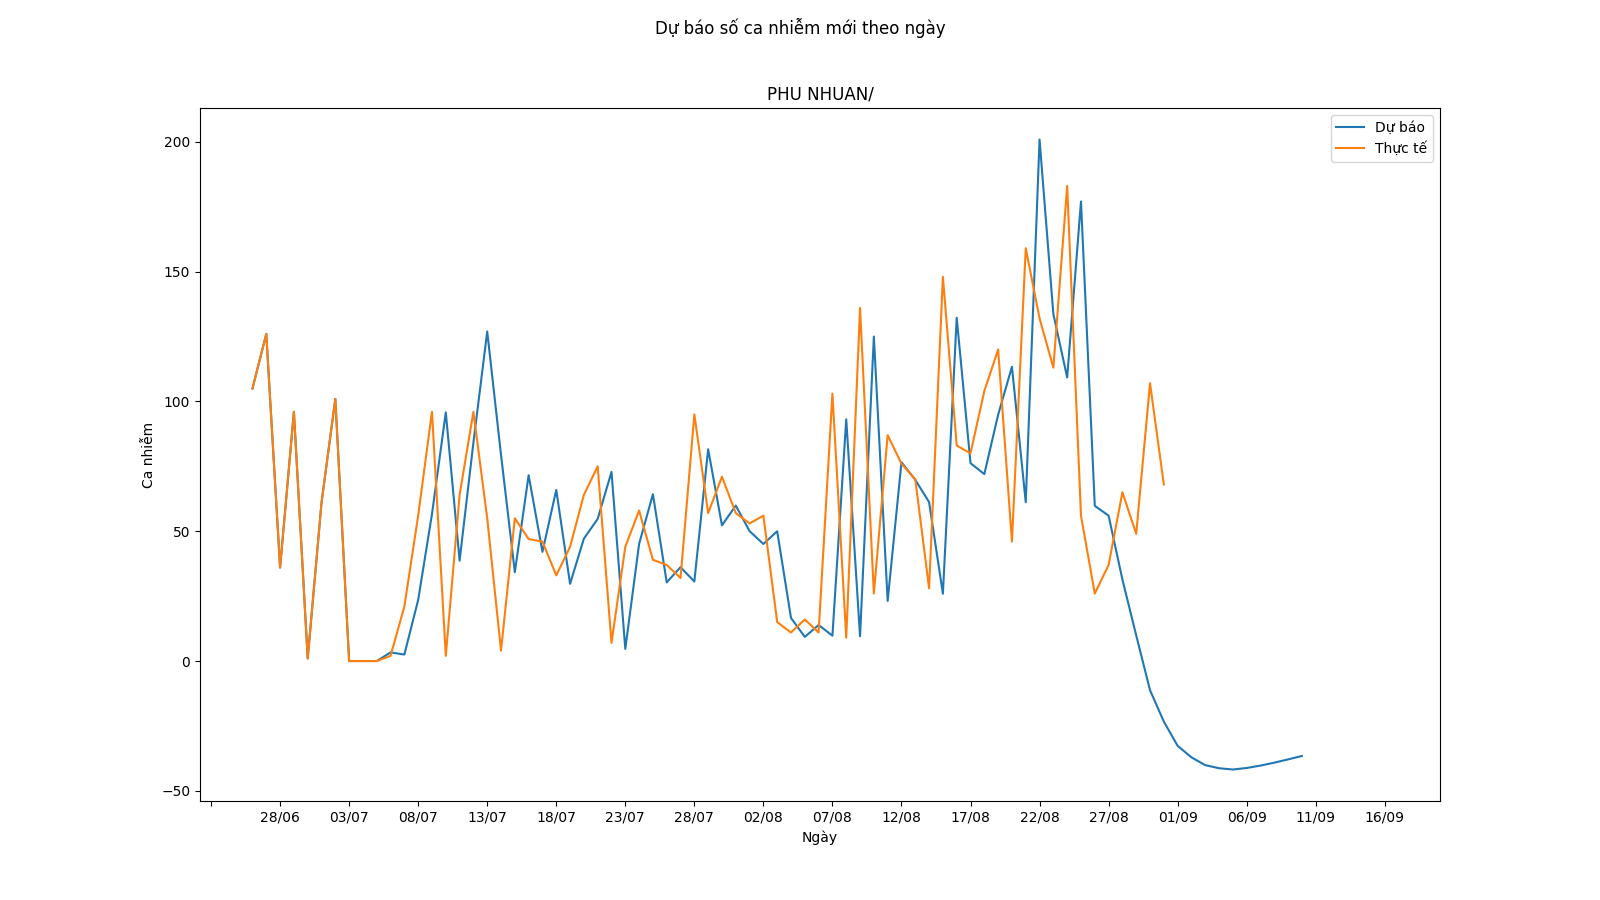 Dự báo số ca nhiễm mới theo ngày
PHU NHUAN/
Dự báo
Thực tế
Ca nhiễm
200
150
100
50
0
−50
28/06 03/07 08/07 13/07 18/07 23/07 28/07 02/08 07/08 12/08 17/08 22/08 27/08 01/09 06/09 11/09 16/09
Ngày